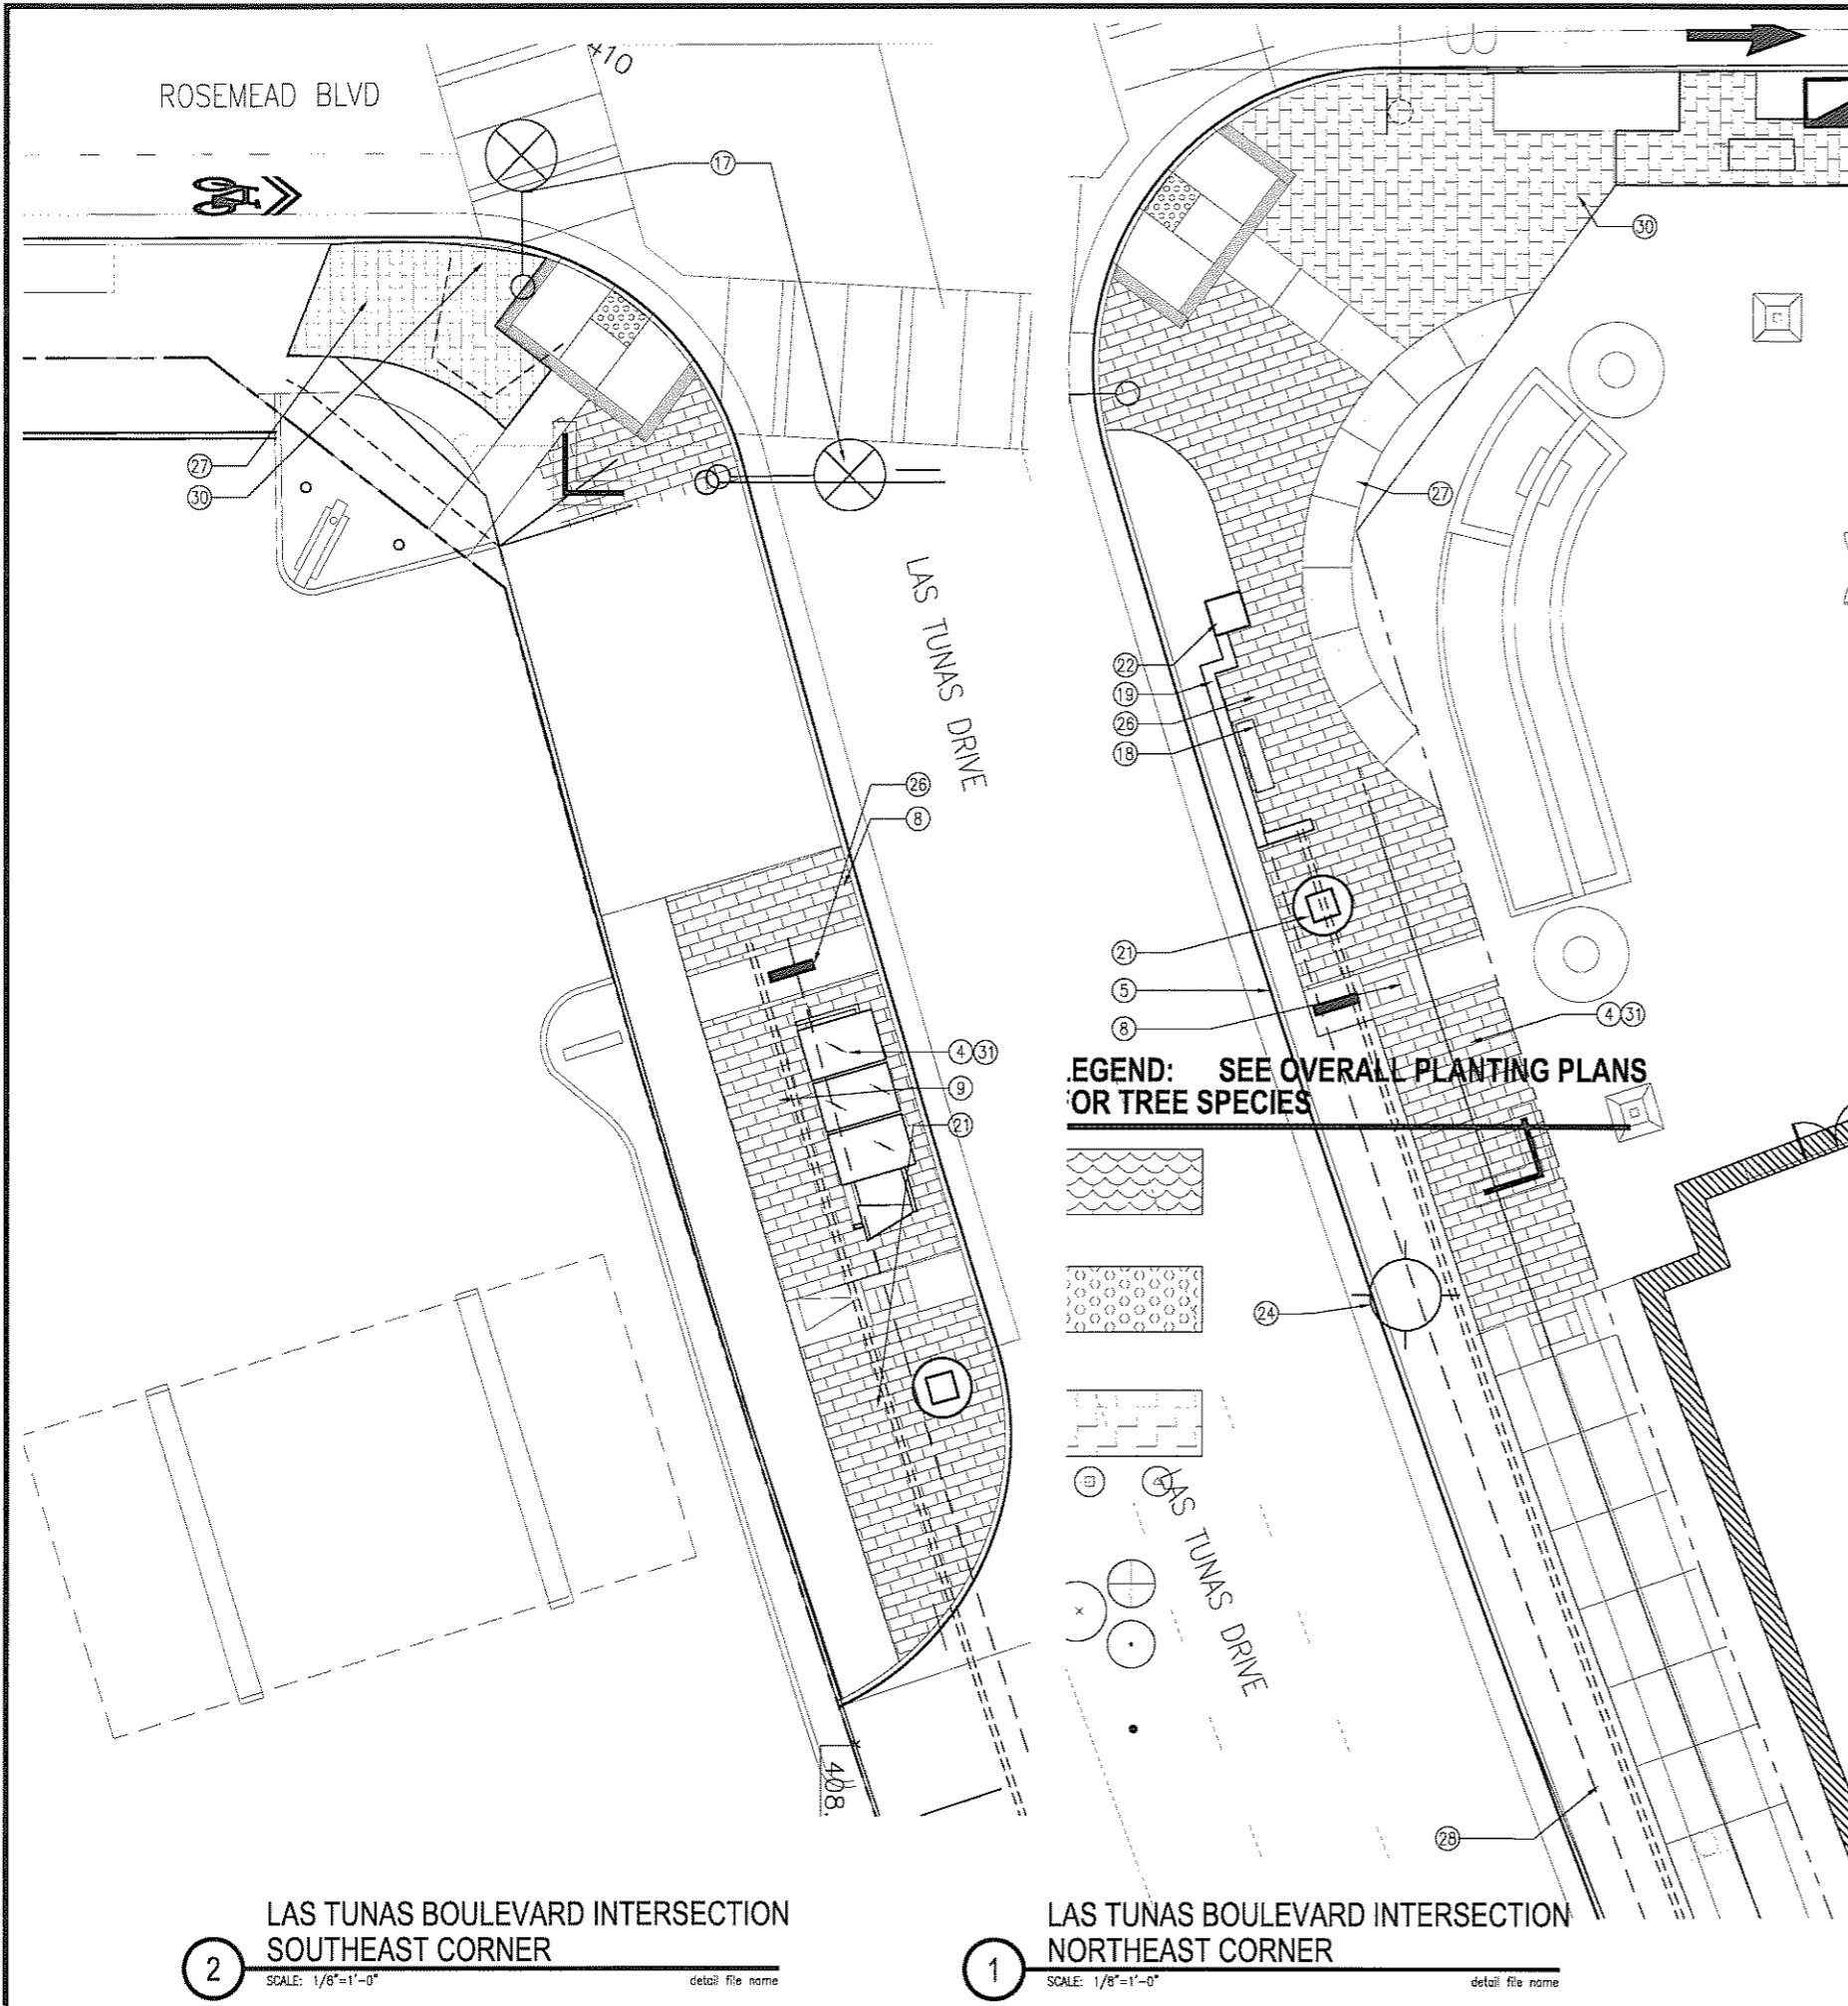 ROSEMEAD BLVD
410
17
27
30
LAS TUNAS DRIVE
26
8
4 31
9
21
408.
30
27
22
19
26
18
21
5
8
4 31
.EGEND: SEE OVERALL PLANTING PLANS
OR TREE SPECIES
24
LAS TUNAS DRIVE
28
2
LAS TUNAS BOULEVARD INTERSECTION
SOUTHEAST CORNER
SCALE: 1/8"=1'-0" detail file name
1
LAS TUNAS BOULEVARD INTERSECTION
NORTHEAST CORNER
SCALE: 1/8"=1'-0" detail file name